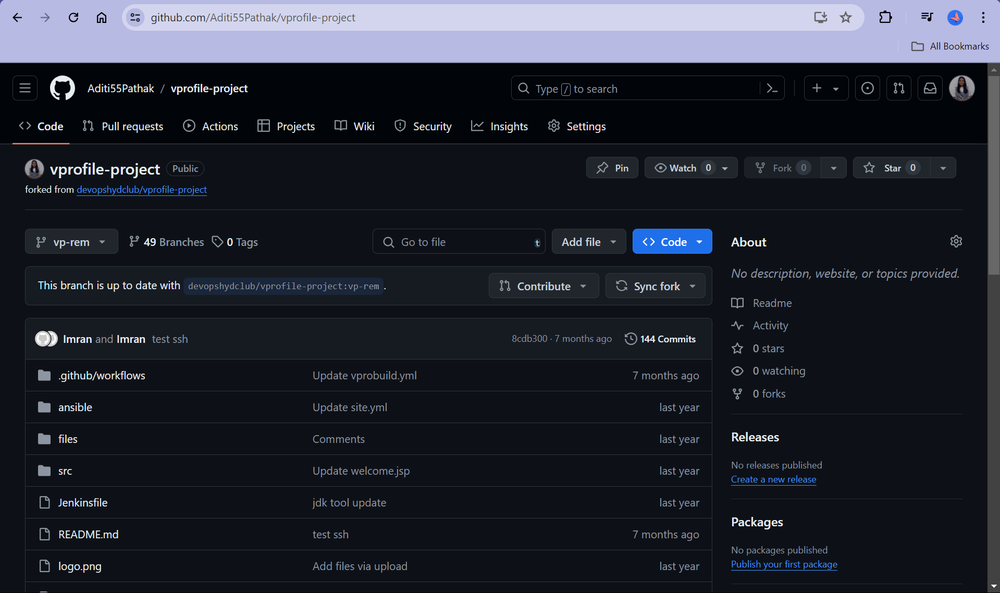 github.com/Aditi55Pathak/vprofile-project
All Bookmarks
Aditi55Pathak / vprofile-project
Type / to search
Code Pull requests Actions Projects Wiki Security Insights Settings
vprofile-project Public
Pin Watch 0 Fork 0 Star 0
forked from devopshydclub/vprofile-project
vp-rem 49 Branches 0 Tags Go to file t Add file Code
About
No description, website, or topics provided.
This branch is up to date with devopshydclub/vprofile-project:vp-rem .
Contribute Sync fork
Readme
Activity
0 stars
0 watching
0 forks
Imran and Imran test ssh 8cdb300 · 7 months ago 144 Commits
.github/workflows Update vprobuild.yml 7 months ago
ansible Update site.yml last year
files Comments last year
src Update welcome.jsp last year
Jenkinsfile jdk tool update last year
README.md test ssh 7 months ago
logo.png Add files via upload last year
Releases
No releases published
Create a new release
Packages
No packages published
Publish your first package